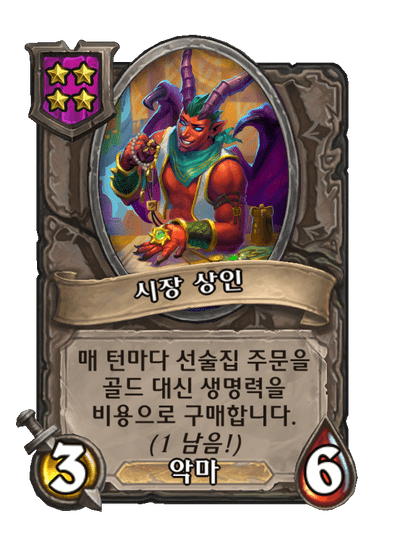 시장 상인
매 턴마다 선술집 주문을
골드 대신 생명력을
비용으로 구매합니다.
(1 남음!)
3
악마
6